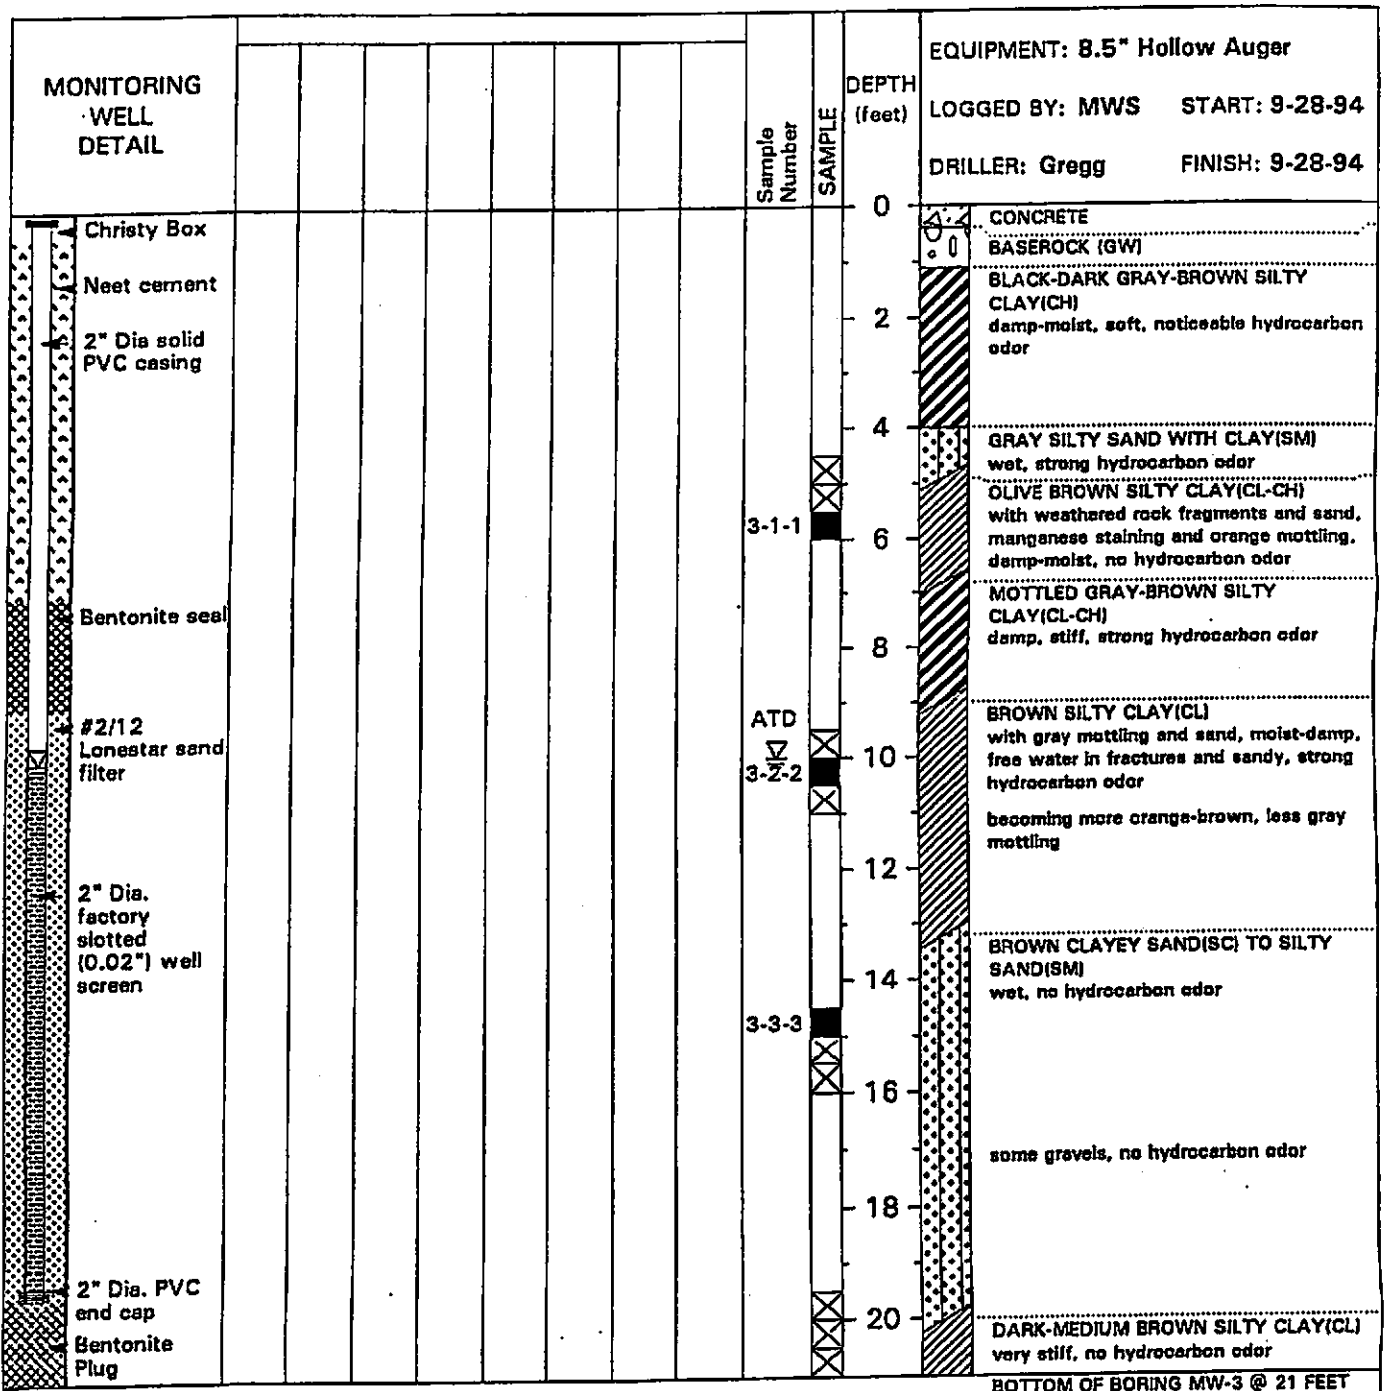 MONITORING
WELL
DETAIL
Sample
Number
SAMPLE
DEPTH
(feet)
EQUIPMENT: 8.5" Hollow Auger
LOGGED BY: MWS START: 9-28-94
DRILLER: Gregg FINISH: 9-28-94
Christy Box
Neet cement
2" Dia solid
PVC casing
Bentonite seal
#2/12
Lonestar sand
filter
2" Dia.
factory
slotted
(0.02") well
screen
2" Dia. PVC
end cap
Bentonite
Plug
3-1-1
ATD
3-2-2
3-3-3
0
2
4
6
8
10
12
14
16
18
20
CONCRETE
BASEROCK (GW)
BLACK-DARK GRAY-BROWN SILTY
CLAY(CH)
damp-moist, soft, noticeable hydrocarbon
odor
GRAY SILTY SAND WITH CLAY(SM)
wet, strong hydrocarbon odor
OLIVE BROWN SILTY CLAY(CL-CH)
with weathered rock fragments and sand,
manganese staining and orange mottling,
damp-moist, no hydrocarbon odor
MOTTLED GRAY-BROWN SILTY
CLAY(CL-CH)
damp, stiff, strong hydrocarbon odor
BROWN SILTY CLAY(CL)
with gray mottling and sand, moist-damp,
free water in fractures and sandy, strong
hydrocarbon odor
becoming more orange-brown, less gray
mottling
BROWN CLAYEY SAND(SC) TO SILTY
SAND(SM)
wet, no hydrocarbon odor
some gravels, no hydrocarbon odor
DARK-MEDIUM BROWN SILTY CLAY(CL)
very stiff, no hydrocarbon odor
BOTTOM OF BORING MW-3 @ 21 FEET